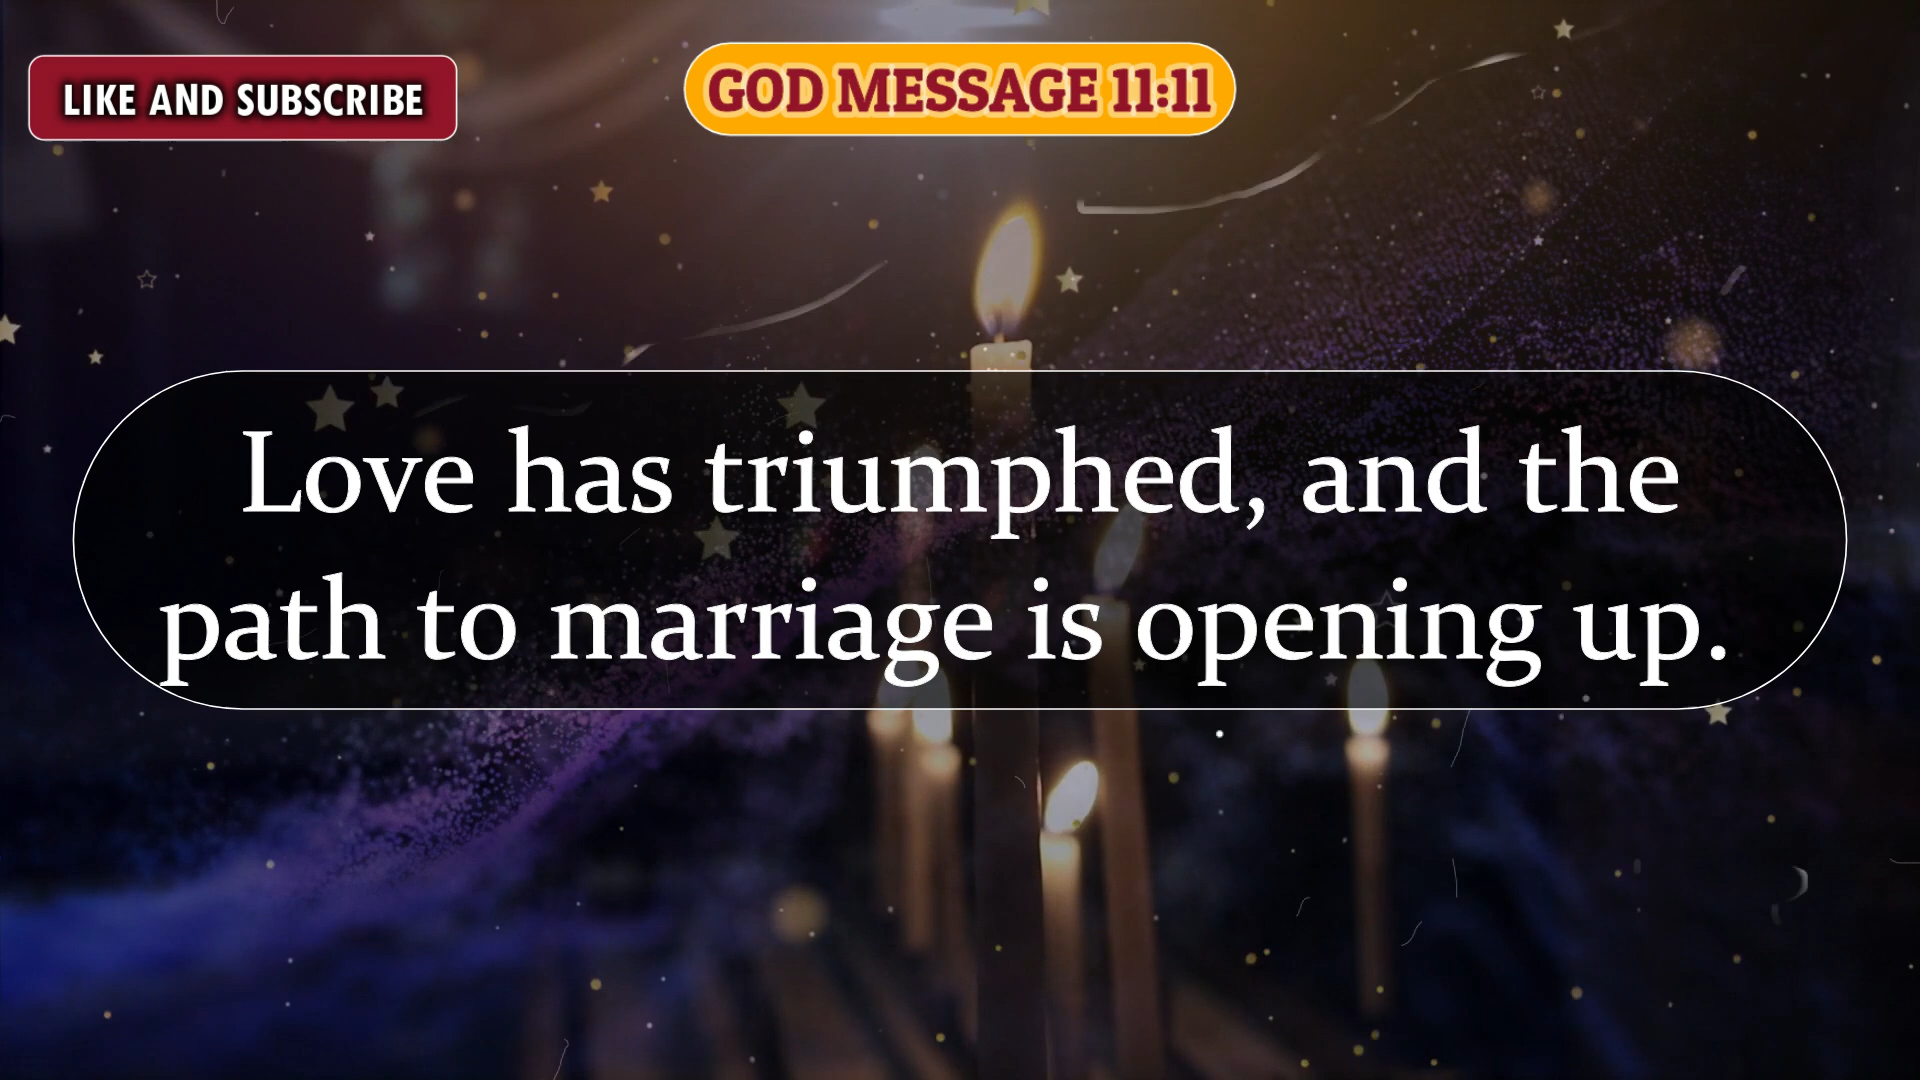 LIKE AND SUBSCRIBE
GOD MESSAGE 11:11
Love has triumphed, and the
path to marriage is opening up.